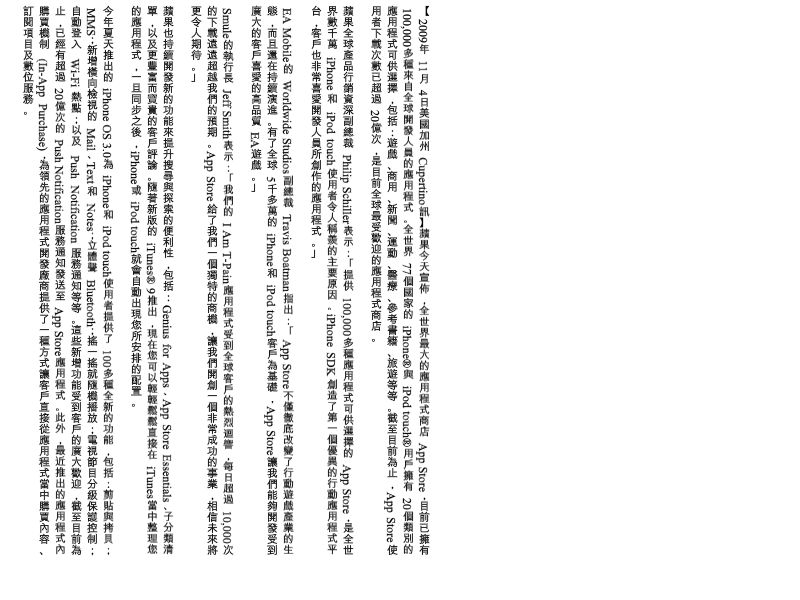 【 2009年 11月 4日美國加州 Cupertino訊 】蘋果今天宣佈，全世界最大的應用程式商店 App Store，目前已擁有
100,000多種來自全球開發人員的應用程式。全世界 77個國家的 iPhone®與 iPod touch®用戶擁有 20個類別的
應用程式可供選擇，包括：遊戲、商用、新聞、運動、醫療、參考書籍、旅遊等等。截至目前為止，App Store使
用者下載次數已超過 20億次，是目前全球最受歡迎的應用程式商店。
蘋果全球產品行銷資深副總裁 Philip Schiller表示：「提供 100,000多種應用程式可供選擇的 App Store，是全世
界數千萬 iPhone和 iPod touch使用者令人稱羨的主要原因。iPhone SDK創造了第一個優異的行動應用程式平
台，客戶也非常喜愛開發人員所創作的應用程式。」
EA Mobile的 Worldwide Studios副總裁 Travis Boatman指出：「App Store不僅徹底改變了行動遊戲產業的生
態，而且還在持續演進。有了全球 5千多萬的 iPhone和 iPod touch客戶為基礎，App Store讓我們能夠開發受到
廣大的客戶喜愛的高品質 EA遊戲。」
Smule的執行長 Jeff Smith表示：「我們的 I Am T-Pain應用程式受到全球客戶的熱烈迴響，每日超過 10,000次
的下載遠遠超越我們的預期。App Store給了我們一個獨特的商機，讓我們開創一個非常成功的事業，相信未來將
更令人期待。」
蘋果也持續開發新的功能來提升搜尋與探索的便利性，包括：Genius for Apps、App Store Essentials、子分類清
單，以及更豐富而寶貴的客戶評論。隨著新版的 iTunes® 9推出，現在您可以輕輕鬆鬆直接在 iTunes當中整理您
的應用程式，一旦同步之後，iPhone或 iPod touch就會自動出現您所安排的配置。
今年夏天推出的 iPhone OS 3.0為 iPhone和 iPod touch使用者提供了 100多種全新的功能，包括：剪貼與拷貝；
MMS；新增橫向檢視的 Mail、Text和 Notes；立體聲 Bluetooth；搖一搖就隨機播放；電視節目分級保護控制；
自動登入 Wi-Fi 熱點；以及 Push Notification 服務通知等等。這些新增功能受到客戶的廣大歡迎，截至目前為
止，已經有超過 20億次的 Push Notification服務通知發送至 App Store應用程式。此外，最近推出的應用程式內
購買機制（In-App Purchase），為領先的應用程式開發廠商提供了一種方式讓客戶直接從應用程式當中購買內容、
訂閱項目及數位服務。